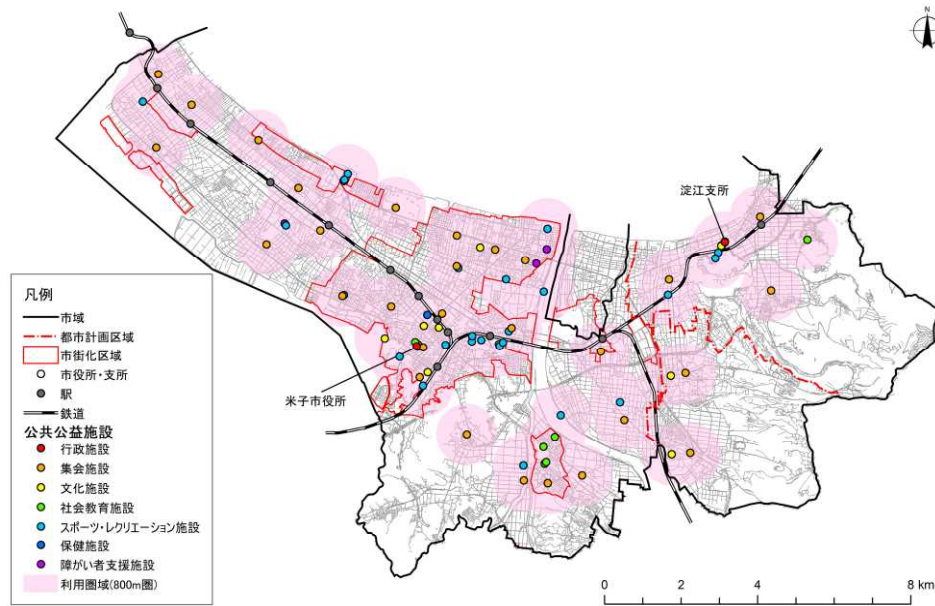 N
淀江支所
米子市役所
凡例
市域
都市計画区域
市街化区域
市役所・支所
駅
鉄道
公共公益施設
行政施設
集会施設
文化施設
社会教育施設
スポーツ・レクリエーション施設
保健施設
障がい者支援施設
利用圏域(800m圏)
0 2 4 8 km